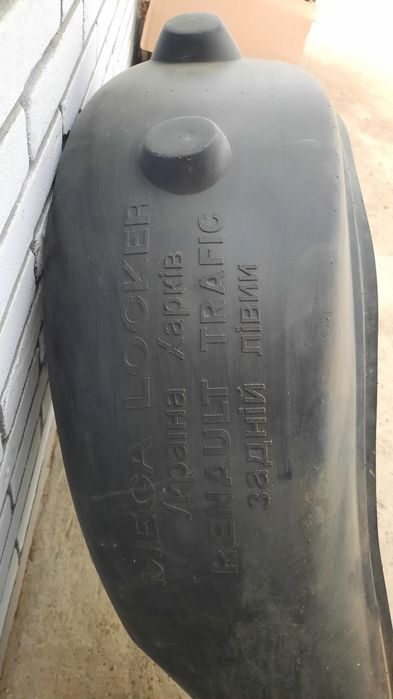 MEGA LOCKER
Україна Харків
RENAULT TRAFIC
задній лівий